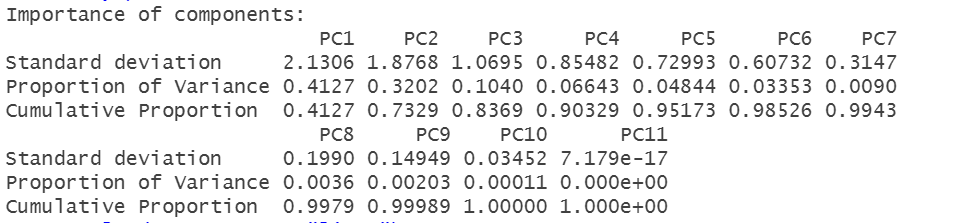 Importance of components:
                          PC1    PC2    PC3     PC4     PC5     PC6    PC7
Standard deviation     2.1306 1.8768 1.0695 0.85482 0.72993 0.60732 0.3147
Proportion of Variance 0.4127 0.3202 0.1040 0.06643 0.04844 0.03353 0.0090
Cumulative Proportion  0.4127 0.7329 0.8369 0.90329 0.95173 0.98526 0.9943
                          PC8     PC9    PC10      PC11
Standard deviation     0.1990 0.14949 0.03452 7.179e-17
Proportion of Variance 0.0036 0.00203 0.00011 0.000e+00
Cumulative Proportion  0.9979 0.99989 1.00000 1.000e+00